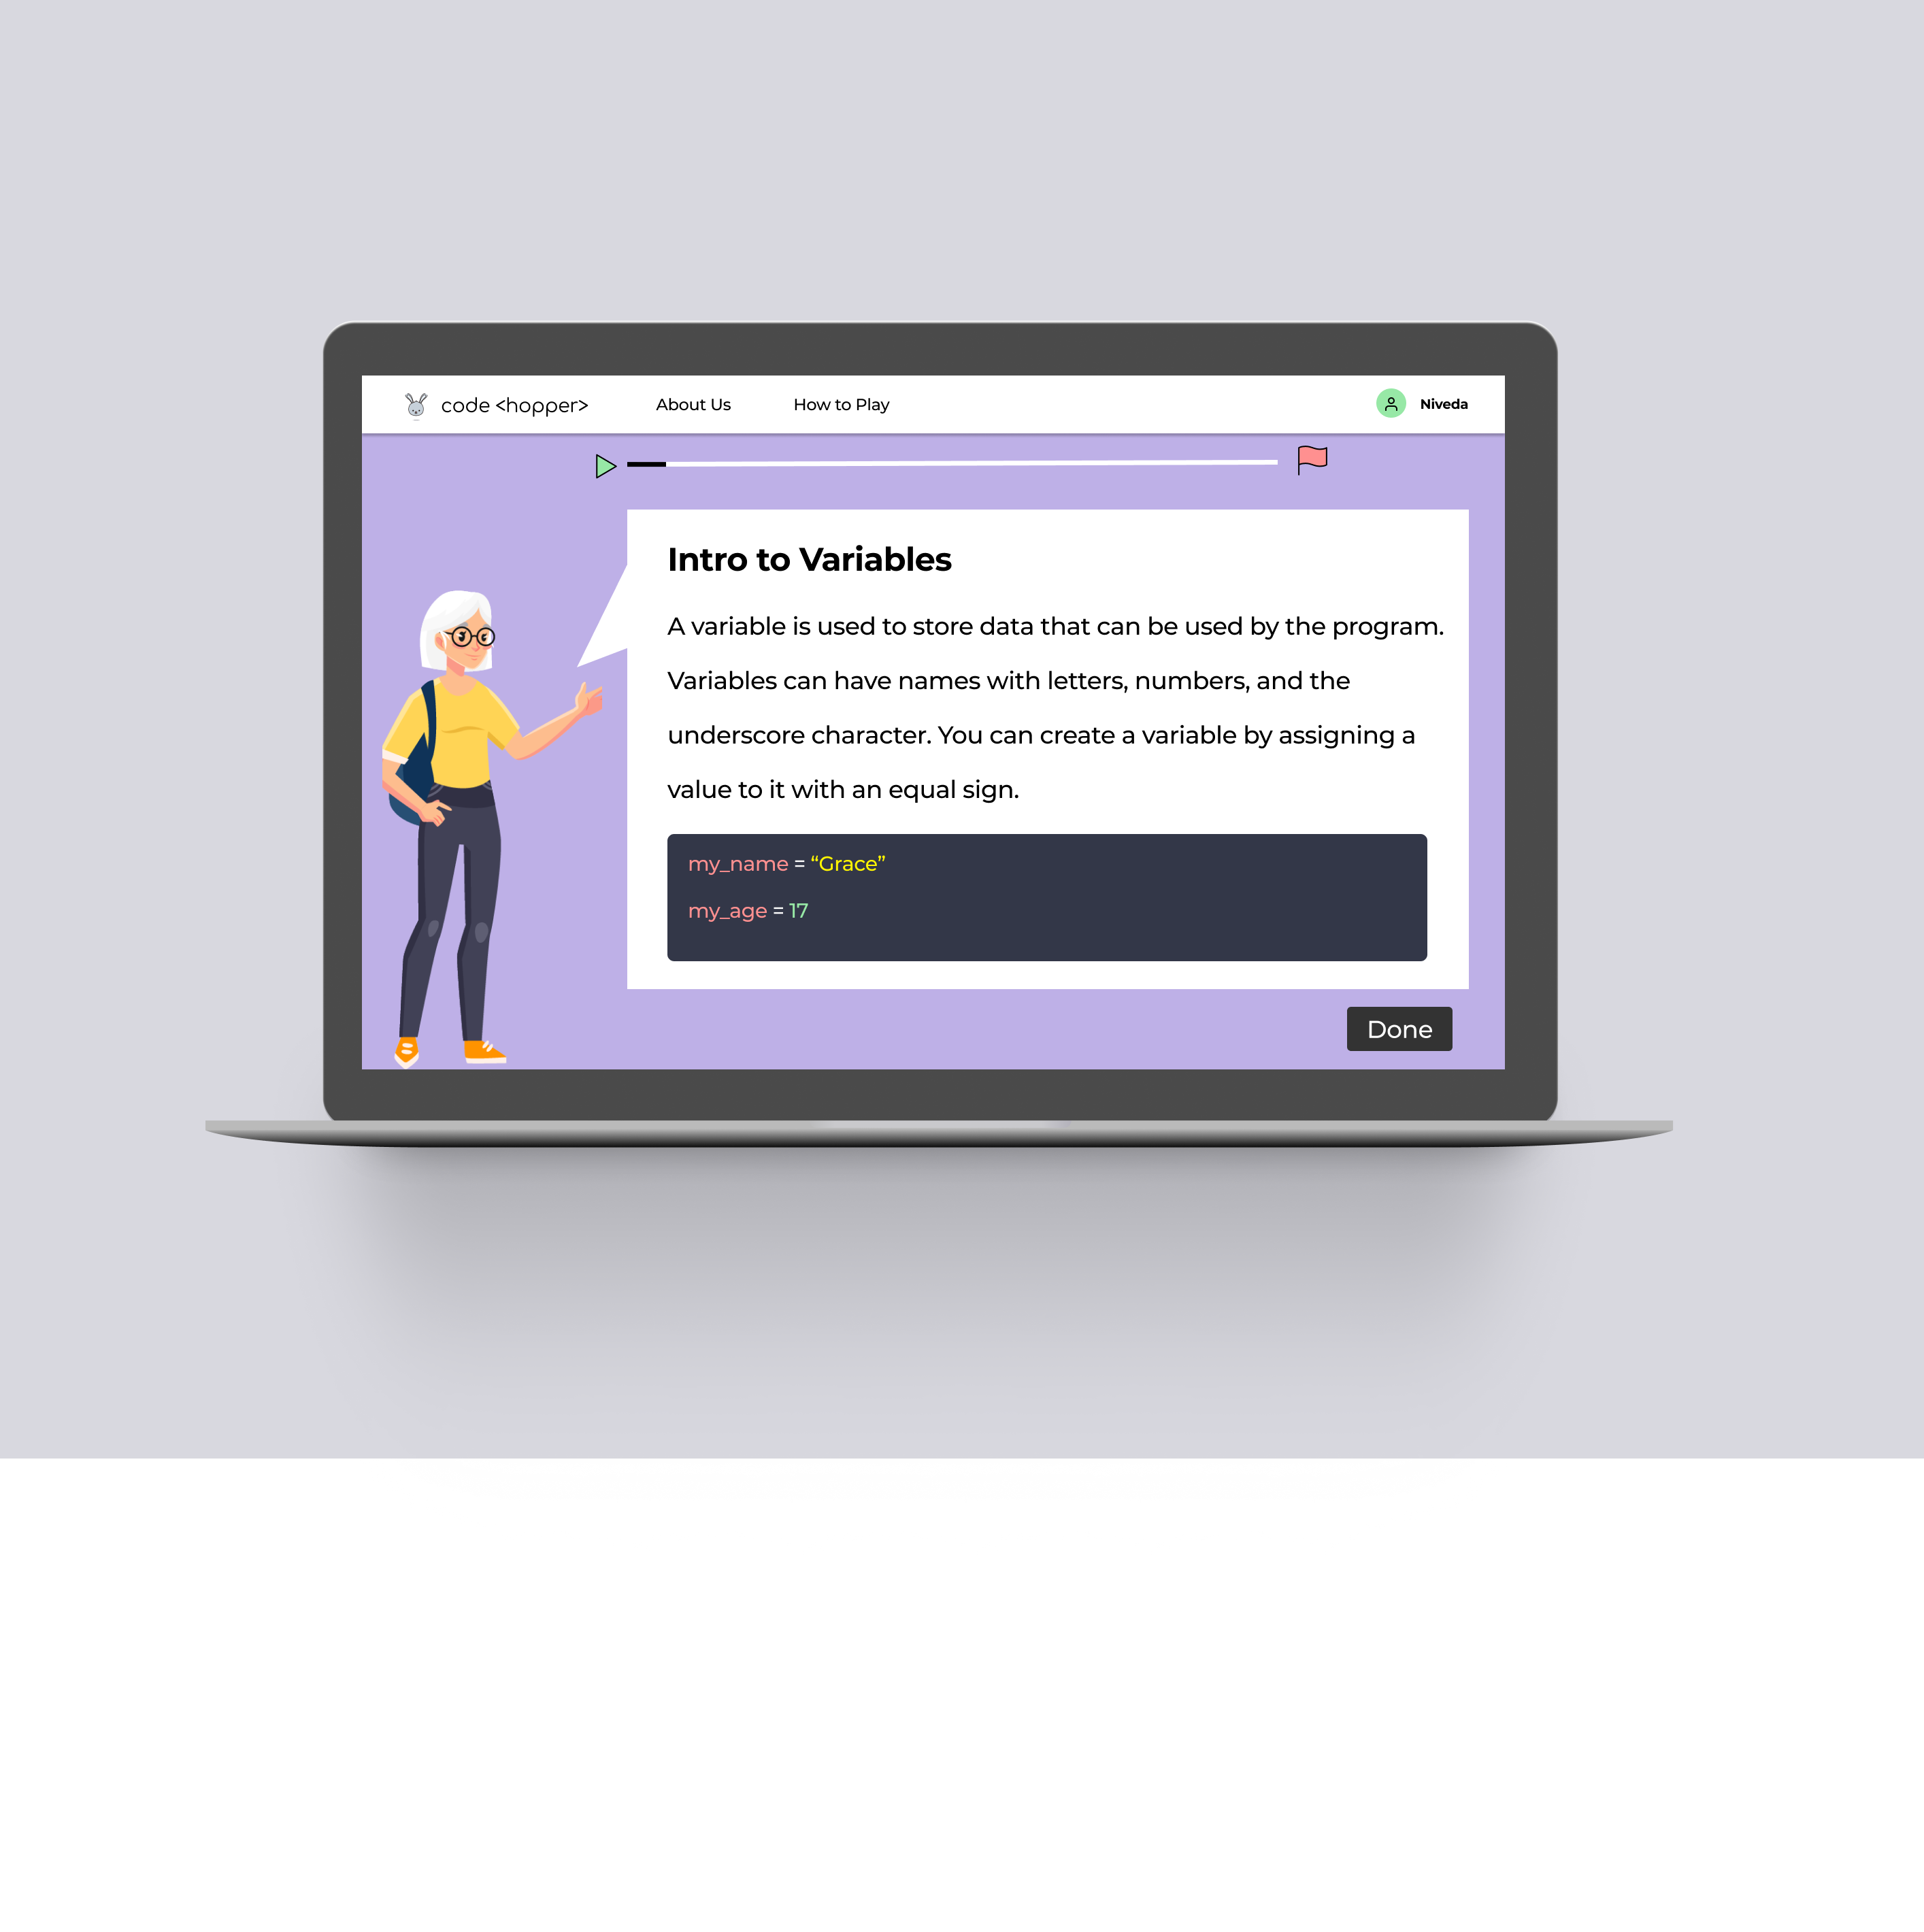 code <hopper>
About Us
How to Play
Niveda
Intro to Variables
A variable is used to store data that can be used by the program.
Variables can have names with letters, numbers, and the
underscore character. You can create a variable by assigning a
value to it with an equal sign.
my_name = “Grace”
my_age = 17
Done